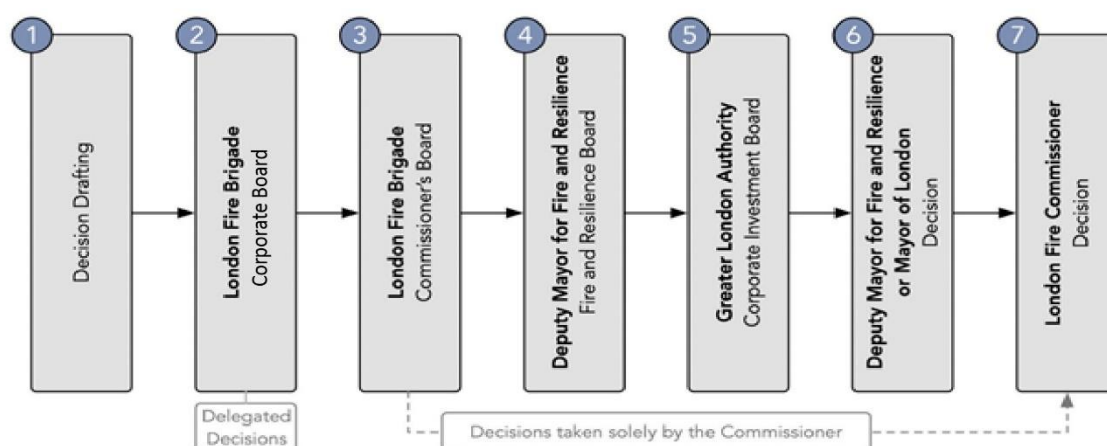 1
Decision Drafting
2
London Fire Brigade
Corporate Board
3
London Fire Brigade
Commissioner's Board
4
Deputy Mayor for Fire and Resilience
Fire and Resilience Board
5
Greater London Authority
Corporate Investment Board
6
Deputy Mayor for Fire and Resilience
or Mayor of London
Decision
7
London Fire Commissioner
Decision
Delegated
Decisions
Decisions taken solely by the Commissioner